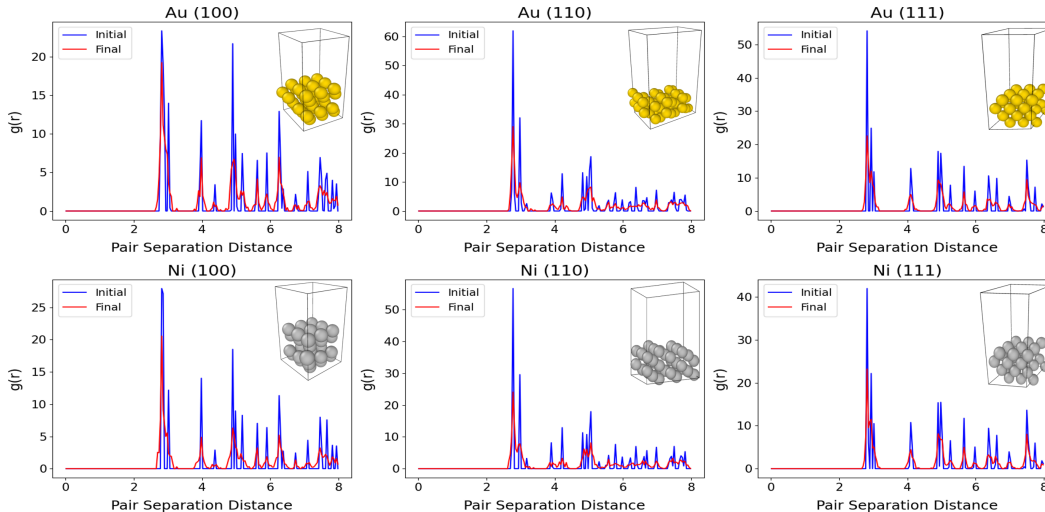 Au (100)
Au (110)
Au (111)
Initial
Final
Initial
Final
Initial
Final
g(r)
20
15
10
5
0
g(r)
60
50
40
30
20
10
0
g(r)
50
40
30
20
10
0
0 2 4 6 8
0 2 4 6 8
0 2 4 6 8
Pair Separation Distance
Pair Separation Distance
Pair Separation Distance
Ni (100)
Ni (110)
Ni (111)
Initial
Final
Initial
Final
Initial
Final
g(r)
25
20
15
10
5
0
g(r)
50
40
30
20
10
0
g(r)
40
30
20
10
0
0 2 4 6 8
0 2 4 6 8
0 2 4 6 8
Pair Separation Distance
Pair Separation Distance
Pair Separation Distance